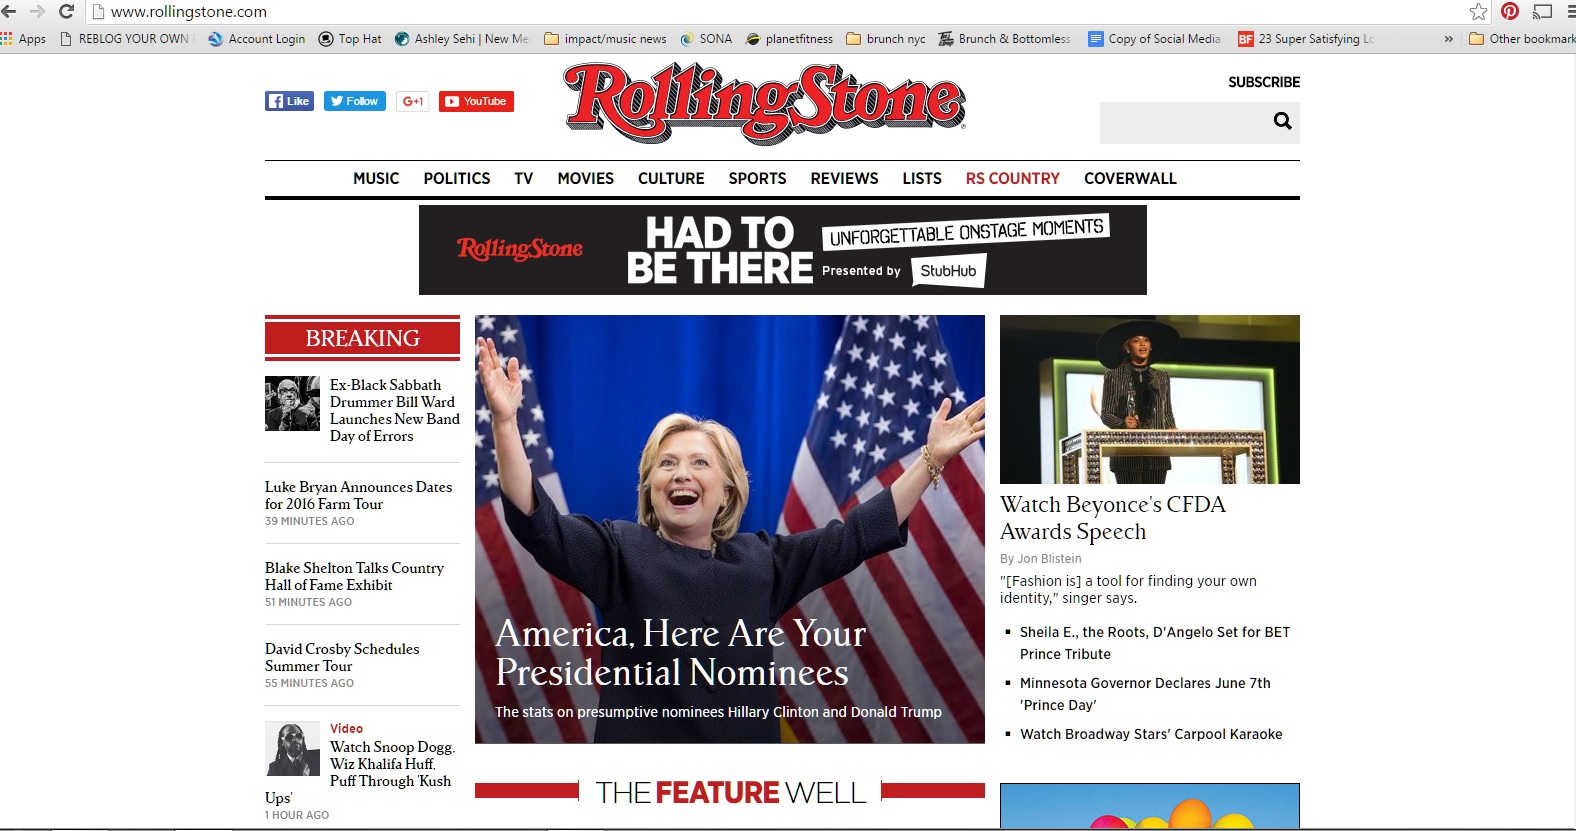 www.rollingstone.com
Apps REBLOG YOUR OWN Account Login Top Hat Ashley Sehi | New Me impact/music news SONA planetfitness brunch nyc Brunch & Bottomless Copy of Social Media BF 23 Super Satisfying Lo » Other bookmark
Like Follow G+1 YouTube
RollingStone
SUBSCRIBE
MUSIC POLITICS TV MOVIES CULTURE SPORTS REVIEWS LISTS RS COUNTRY COVERWALL
RollingStone
HAD TO
BE THERE
UNFORGETTABLE ONSTAGE MOMENTS
Presented by StubHub
BREAKING
Ex-Black Sabbath
Drummer Bill Ward
Launches New Band
Day of Errors
Luke Bryan Announces Dates
for 2016 Farm Tour
39 MINUTES AGO
Blake Shelton Talks Country
Hall of Fame Exhibit
51 MINUTES AGO
David Crosby Schedules
Summer Tour
55 MINUTES AGO
Video
Watch Snoop Dogg,
Wiz Khalifa Huff,
Puff Through 'Kush
Ups'
1 HOUR AGO
America, Here Are Your
Presidential Nominees
The stats on presumptive nominees Hillary Clinton and Donald Trump
THE FEATURE WELL
Watch Beyonce's CFDA
Awards Speech
By Jon Blistein
"[Fashion is] a tool for finding your own
identity," singer says.
▪ Sheila E., the Roots, D'Angelo Set for BET
Prince Tribute
▪ Minnesota Governor Declares June 7th
'Prince Day'
▪ Watch Broadway Stars' Carpool Karaoke